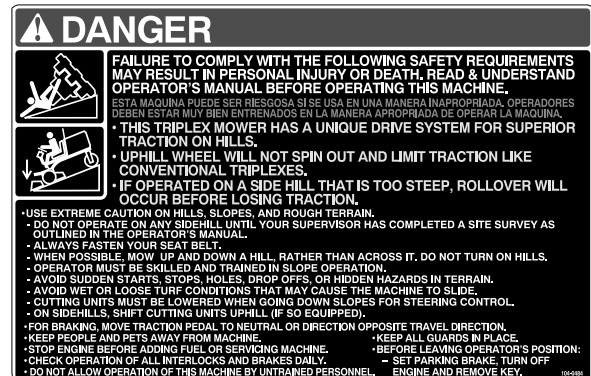 DANGER
FAILURE TO COMPLY WITH THE FOLLOWING SAFETY REQUIREMENTS
MAY RESULT IN PERSONAL INJURY OR DEATH. READ & UNDERSTAND
OPERATOR'S MANUAL BEFORE OPERATING THIS MACHINE.
ESTA MAQUINA PUEDE SER RIESGOSA SI SE USA EN UNA MANERA INAPROPRIADA. OPERADORES
DEBEN ESTAR MUY BIEN ENTRENADOS EN LA MANERA APROPRIADA DE OPERAR LA MAQUINA.
• THIS TRIPLEX MOWER HAS A UNIQUE DRIVE SYSTEM FOR SUPERIOR
TRACTION ON HILLS.
• UPHILL WHEEL WILL NOT SPIN OUT AND LIMIT TRACTION LIKE
CONVENTIONAL TRIPLEXES.
• IF OPERATED ON A SIDE HILL THAT IS TOO STEEP, ROLLOVER WILL
OCCUR BEFORE LOSING TRACTION.
•USE EXTREME CAUTION ON HILLS, SLOPES, AND ROUGH TERRAIN.
- DO NOT OPERATE ON ANY SIDEHILL UNTIL YOUR SUPERVISOR HAS COMPLETED A SITE SURVEY AS
OUTLINED IN THE OPERATOR'S MANUAL.
- ALWAYS FASTEN YOUR SEAT BELT.
- WHEN POSSIBLE, MOW UP AND DOWN A HILL, RATHER THAN ACROSS IT. DO NOT TURN ON HILLS.
- OPERATOR MUST BE SKILLED AND TRAINED IN SLOPE OPERATION.
- AVOID SUDDEN STARTS, STOPS, HOLES, DROP OFFS, OR HIDDEN HAZARDS IN TERRAIN.
- AVOID WET OR LOOSE TURF CONDITIONS THAT MAY CAUSE THE MACHINE TO SLIDE.
- CUTTING UNITS MUST BE LOWERED WHEN GOING DOWN SLOPES FOR STEERING CONTROL.
- ON SIDEHILLS, SHIFT CUTTING UNITS UPHILL (IF SO EQUIPPED).
•FOR BRAKING, MOVE TRACTION PEDAL TO NEUTRAL OR DIRECTION OPPOSITE TRAVEL DIRECTION.
•KEEP PEOPLE AND PETS AWAY FROM MACHINE.
•STOP ENGINE BEFORE ADDING FUEL OR SERVICING MACHINE.
•CHECK OPERATION OF ALL INTERLOCKS AND BRAKES DAILY.
• DO NOT ALLOW OPERATION OF THIS MACHINE BY UNTRAINED PERSONNEL.
•KEEP ALL GUARDS IN PLACE.
•BEFORE LEAVING OPERATOR'S POSITION:
- SET PARKING BRAKE, TURN OFF
ENGINE AND REMOVE KEY.
104-0484